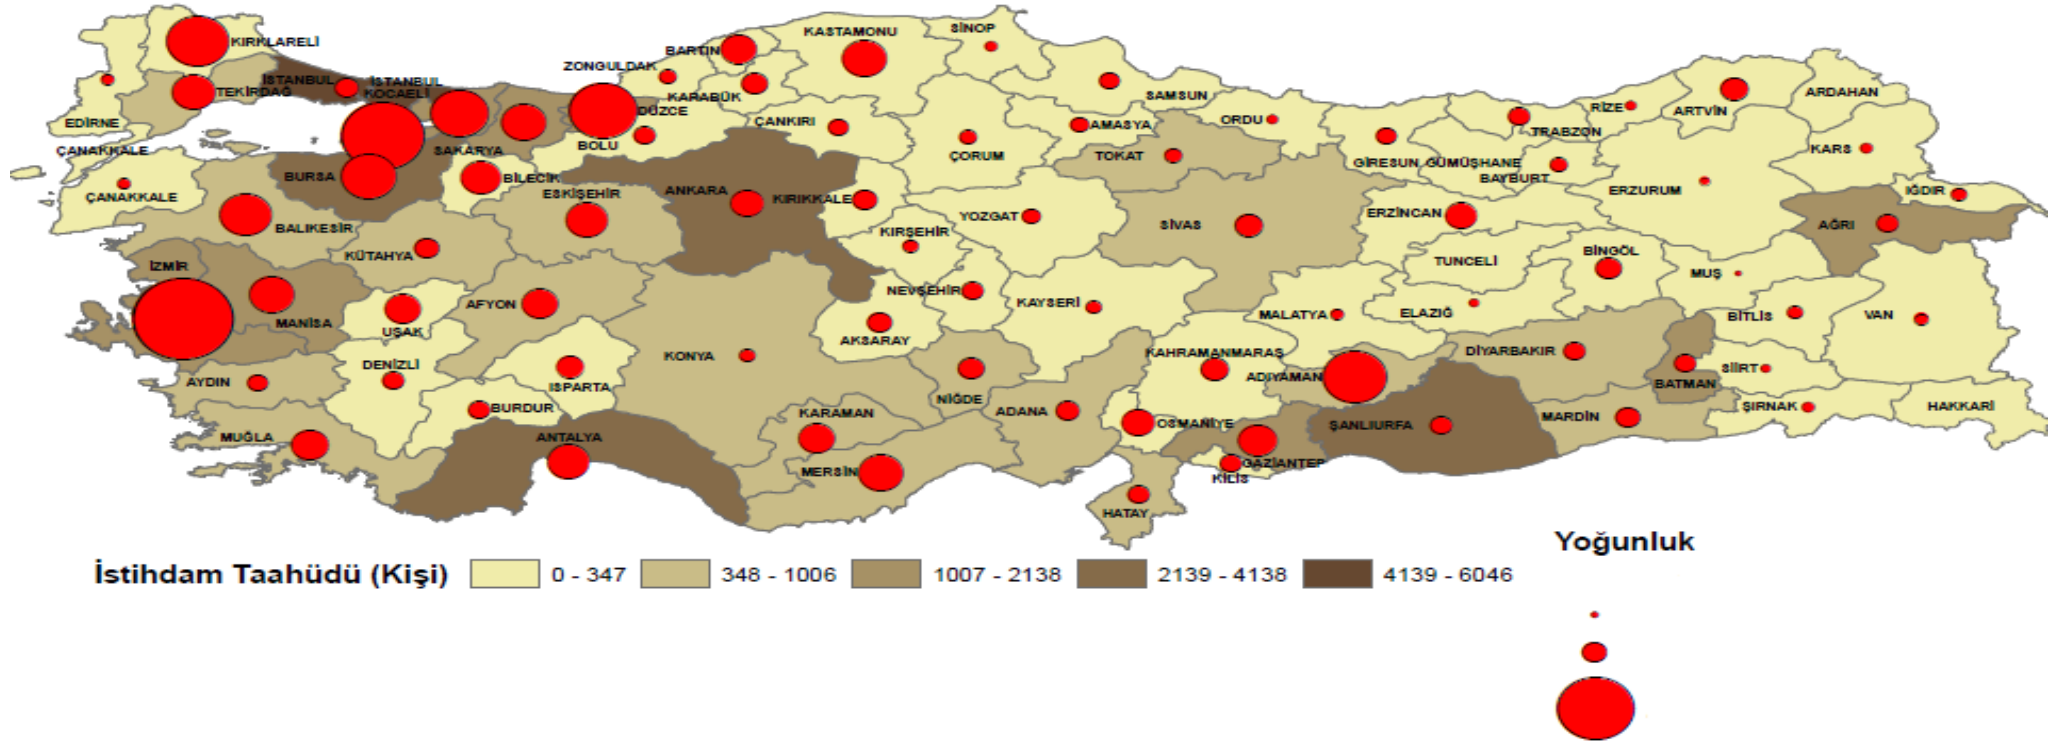 KIRKLARELİ
İSTANBUL
İSTANBUL
KOCAELİ
TEKİRDAĞ
EDİRNE
ÇANAKKALE
ÇANAKKALE
ZONGULDAK
BARTIN
KARABÜK
DÜZCE
BOLU
SAKARYA
KASTAMONU
SİNOP
SAMSUN
ÇANKIRI
ÇORUM
AMASYA
TOKAT
ORDU
GİRESUN
GÜMÜŞHANE
BAYBURT
TRABZON
RİZE
ARTVİN
ARDAHAN
KARS
IĞDIR
AĞRI
ERZURUM
ERZİNCAN
BURSA
BİLECİK
ESKİŞEHİR
ANKARA
KIRIKKALE
KIRŞEHİR
YOZGAT
SİVAS
BALIKESİR
KÜTAHYA
İZMİR
MANİSA
UŞAK
AFYON
NEVŞEHİR
KAYSERİ
AKSARAY
KONYA
TUNCELİ
BİNGÖL
MUŞ
MALATYA
ELAZIĞ
BİTLİS
VAN
AYDIN
DENİZLİ
ISPARTA
BURDUR
MUĞLA
ANTALYA
KARAMAN
MERSİN
NİĞDE
ADANA
KAHRAMANMARAŞ
ADIYAMAN
DİYARBAKIR
BATMAN
SİİRT
ŞIRNAK
HAKKARİ
MARDİN
ŞANLIURFA
OSMANİYE
GAZİANTEP
KİLİS
HATAY
Yoğunluk
İstihdam Taahüdü (Kişi)
0 - 347
348 - 1006
1007 - 2138
2139 - 4138
4139 - 6046